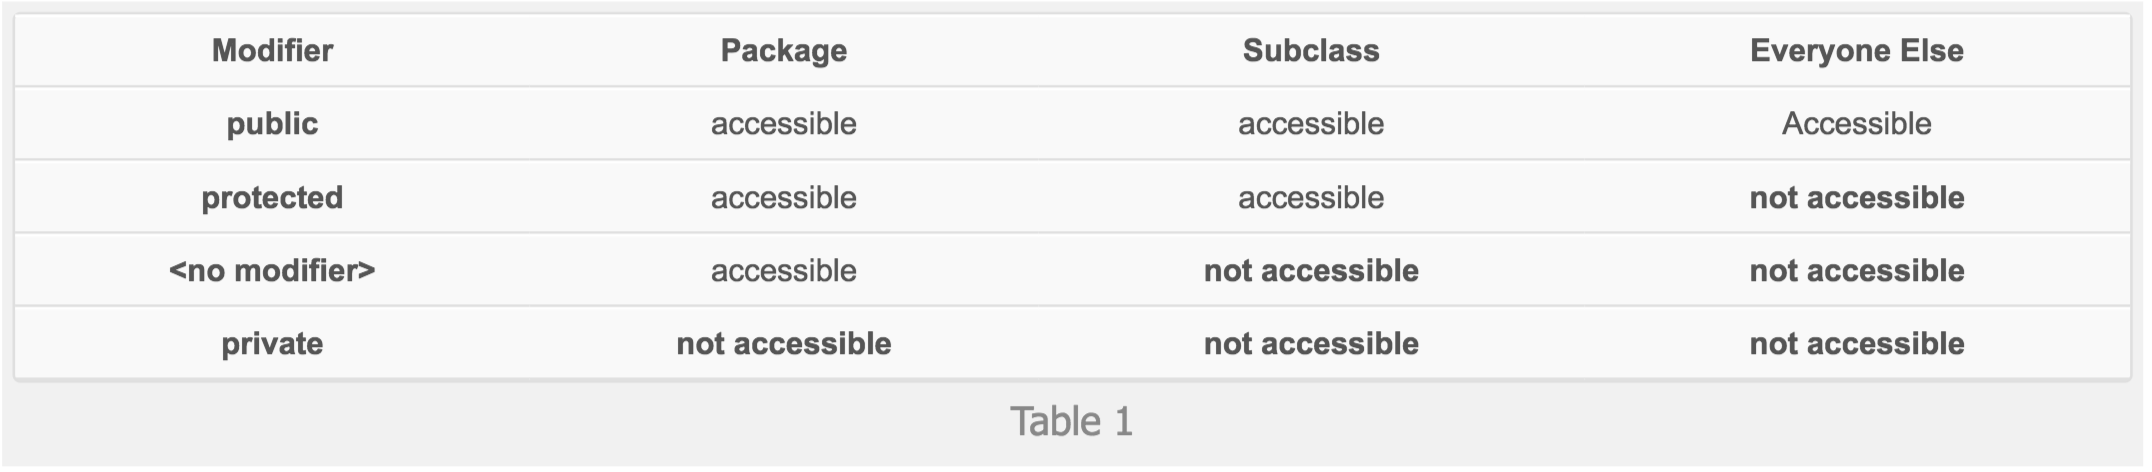 Modifier Package Subclass Everyone Else
public accessible accessible Accessible
protected accessible accessible not accessible
<no modifier> accessible not accessible not accessible
private not accessible not accessible not accessible
Table 1